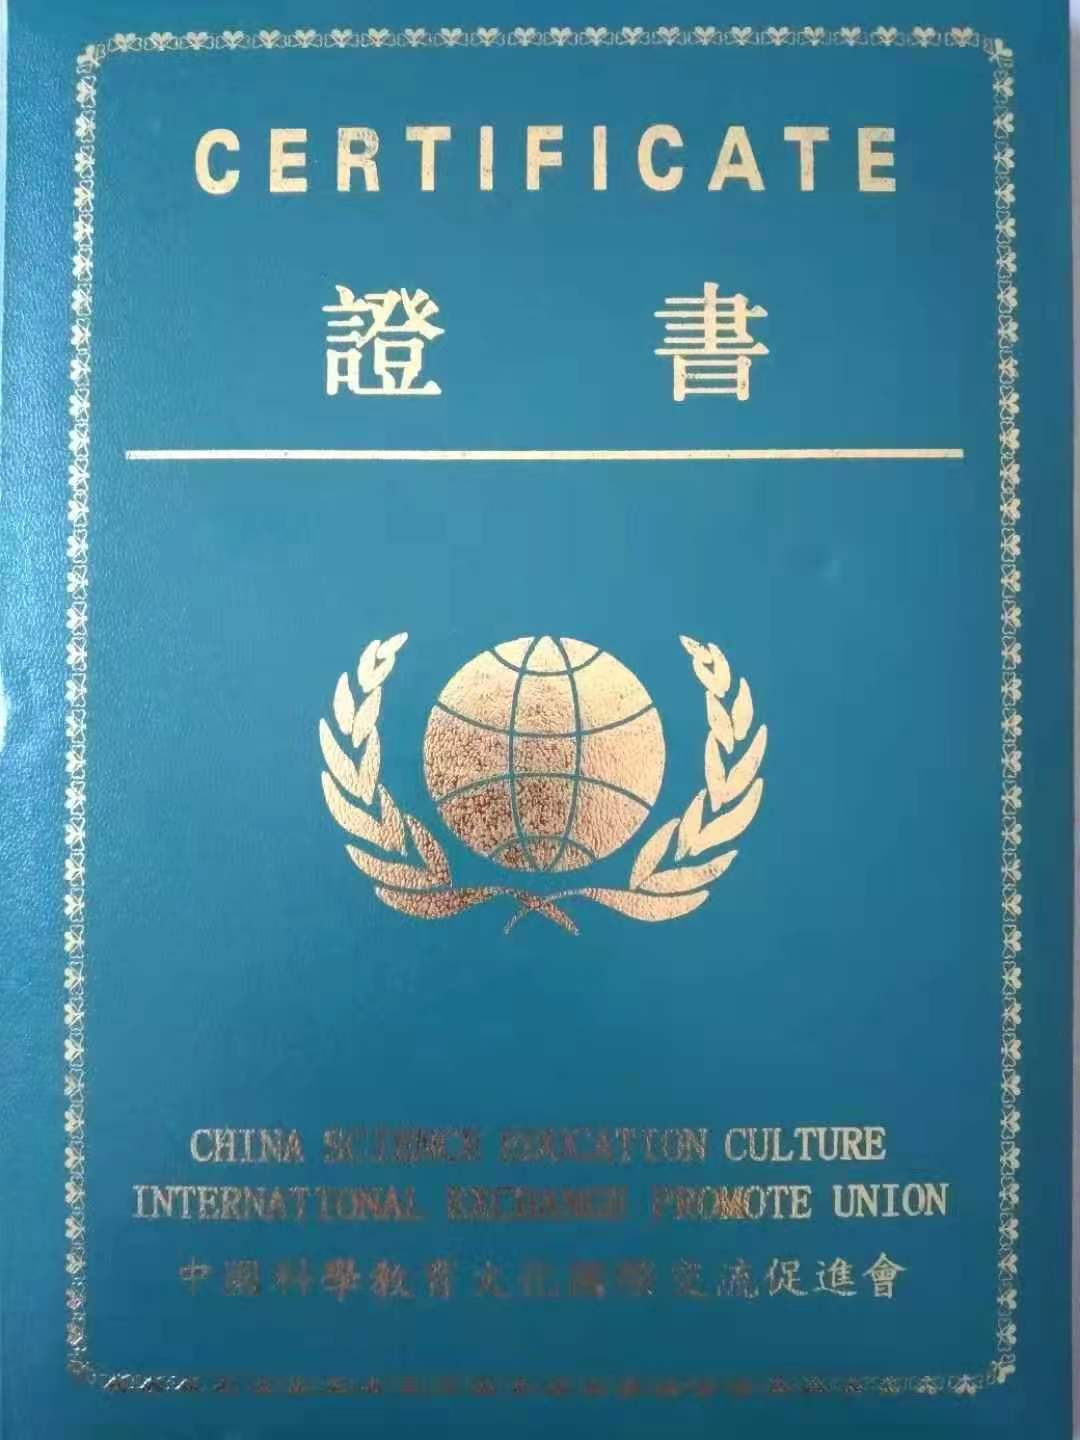 CERTIFICATE
證書
CHINA SCIENCE EDUCATION CULTURE
INTERNATIONAL EXCHANGE PROMOTE UNION
中國科學教育文化國際交流促進會